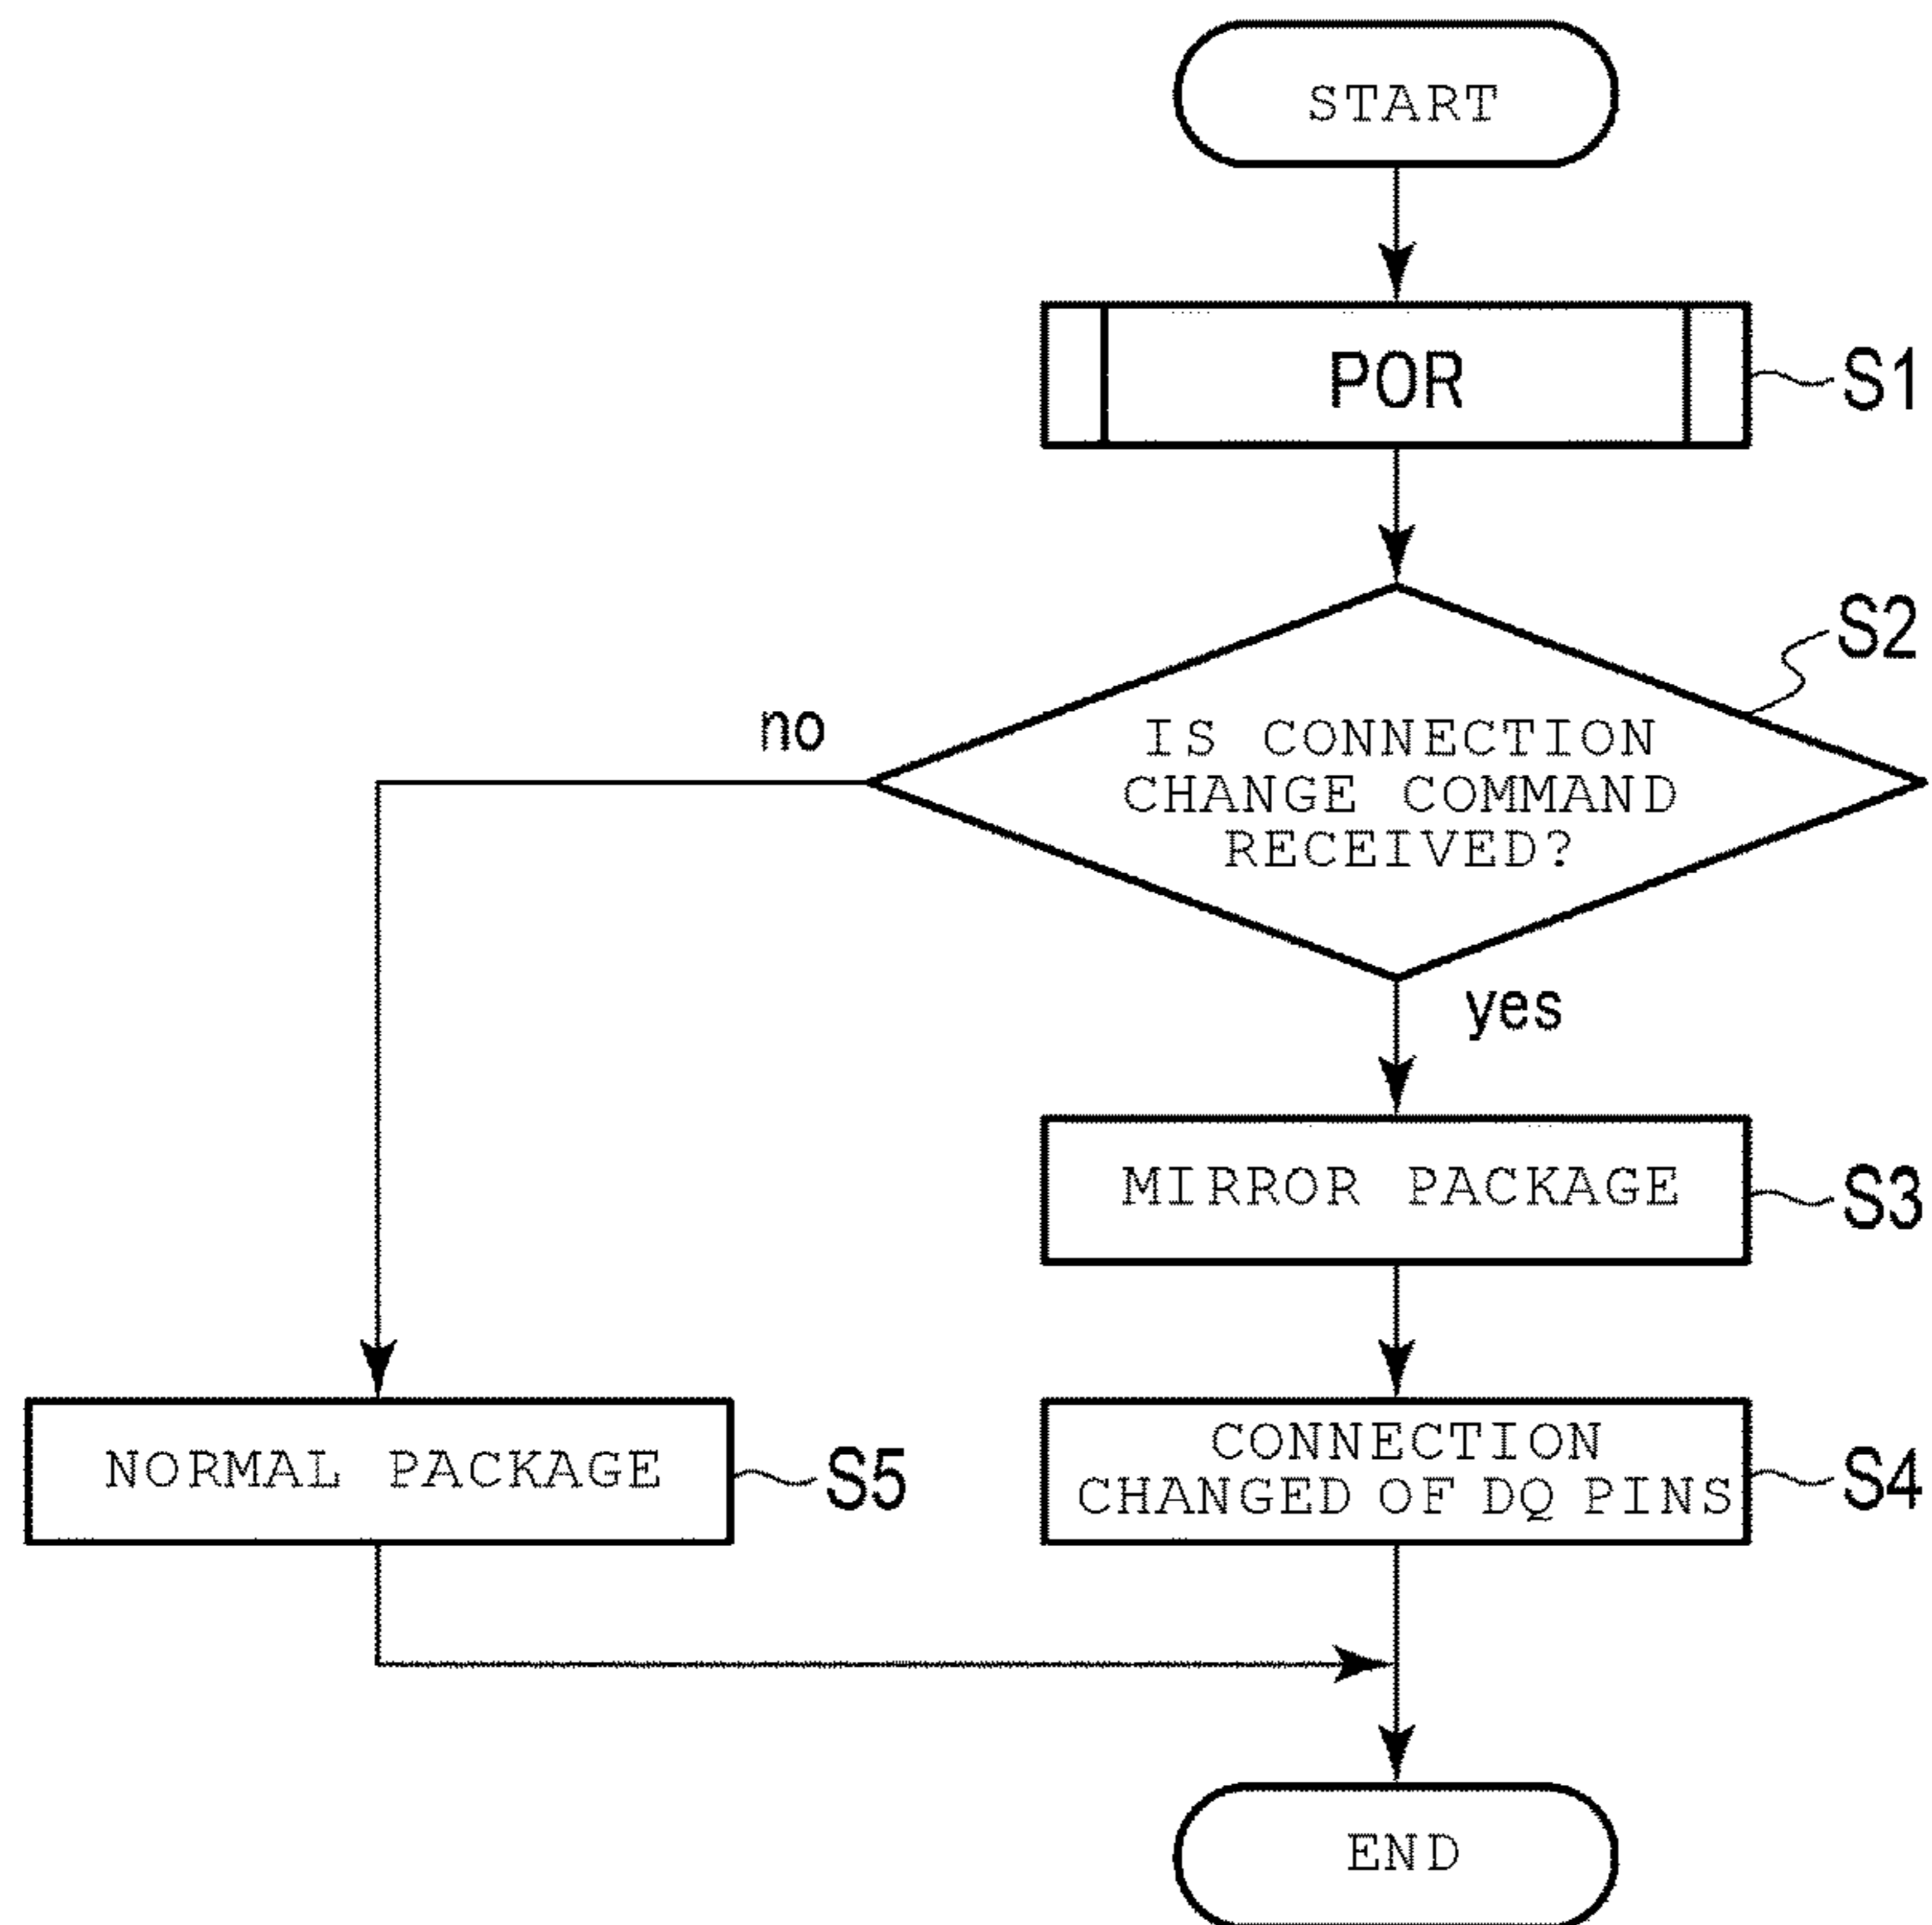 START
POR
S1
S2
no
IS CONNECTION
CHANGE COMMAND
RECEIVED?
yes
MIRROR PACKAGE
S3
NORMAL PACKAGE
S5
CONNECTION
CHANGED OF DQ PINS
S4
END